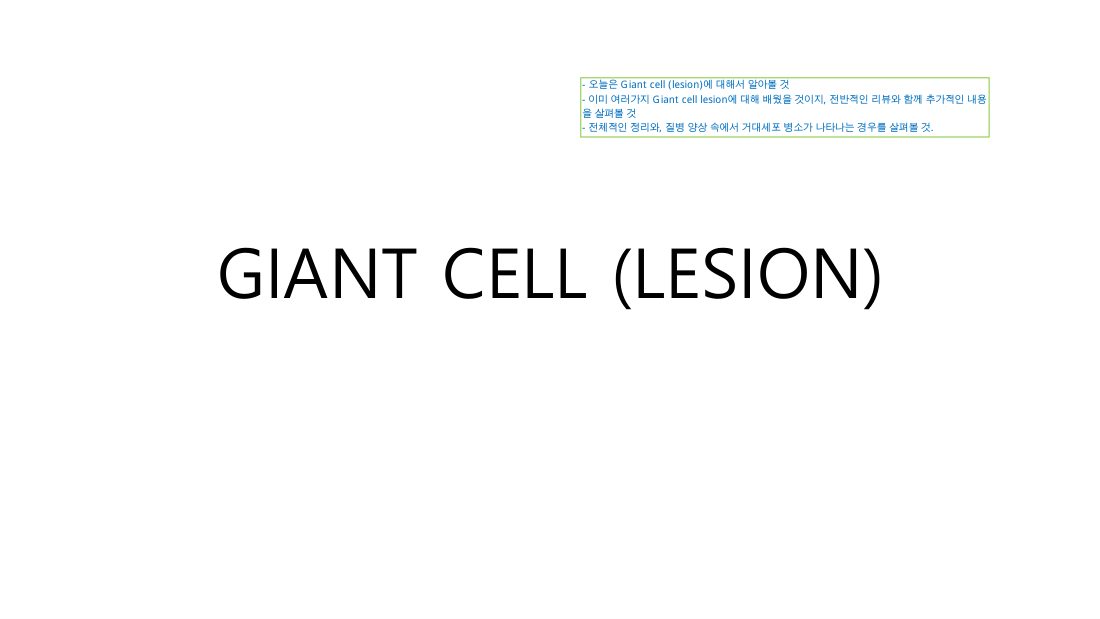 - 오늘은 Giant cell (lesion)에 대해서 알아볼 것
- 이미 여러가지 Giant cell lesion에 대해 배웠을 것이지, 전반적인 리뷰와 함께 추가적인 내용
을 살펴볼 것
- 전체적인 정리와, 질병 양상 속에서 거대세포 병소가 나타나는 경우를 살펴볼 것.
GIANT CELL (LESION)